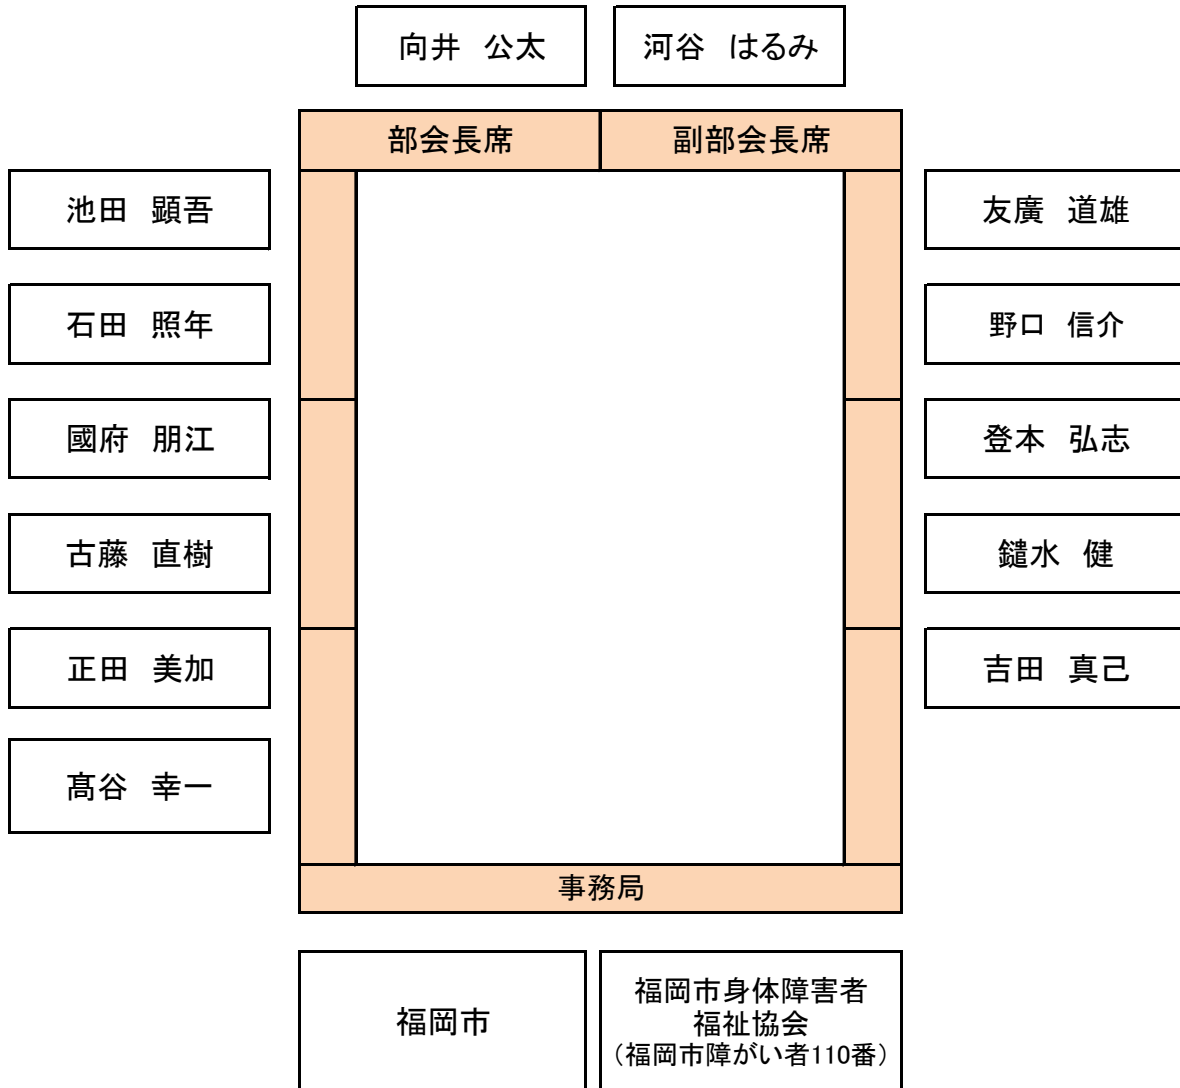 向井　公太　河谷　はるみ
部会長席　副部会長席
池田　顕吾　友廣　道雄
石田　照年　野口　信介
國府　朋江　登本　弘志
古藤　直樹　鑓水　健
正田　美加　吉田　真己
髙谷　幸一
事務局
福岡市
福岡市身体障害者
福祉協会
（福岡市障がい者110番）